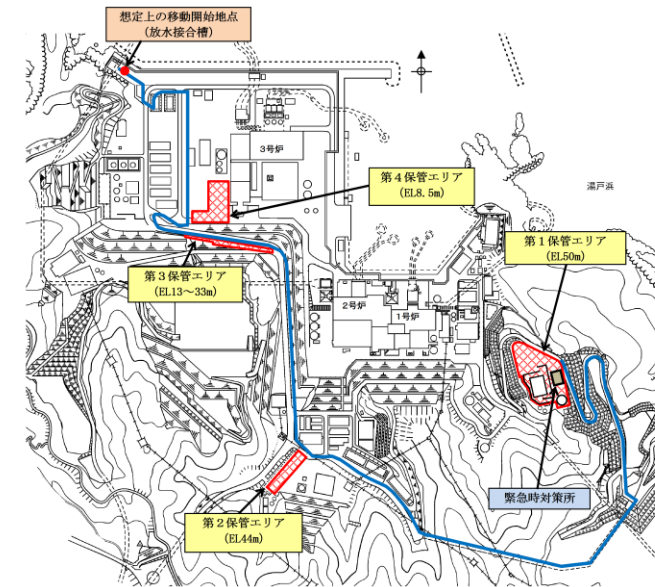 想定上の移動開始地点
(放水接合槽)
3号炉
第4保管エリア
(EL8.5m)
湯戸浜
第1保管エリア
(EL50m)
第3保管エリア
(EL13～33m)
2号炉
1号炉
緊急時対策所
第2保管エリア
(EL44m)